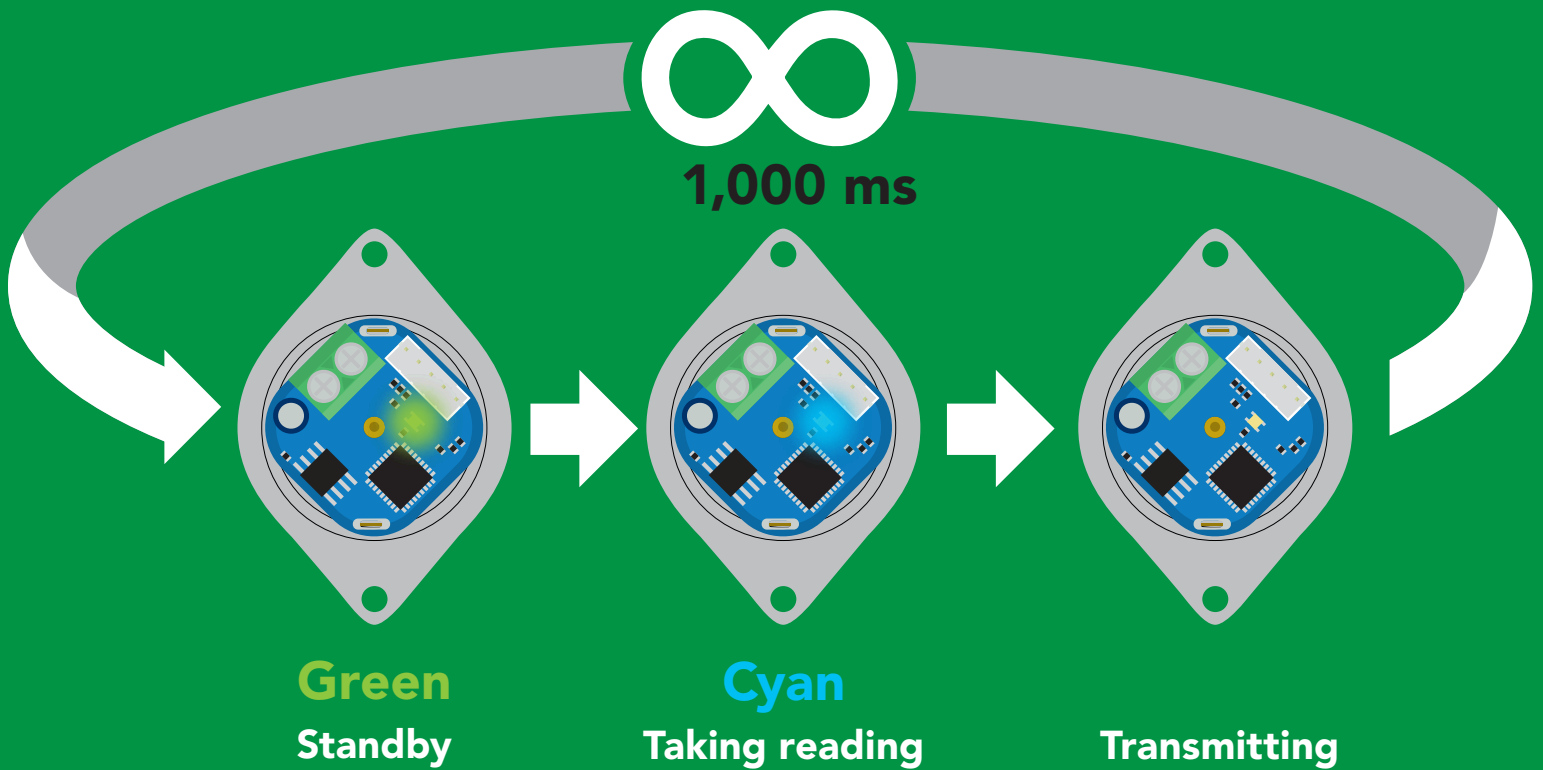 1,000 ms
Green
Standby
Cyan
Taking reading
Transmitting